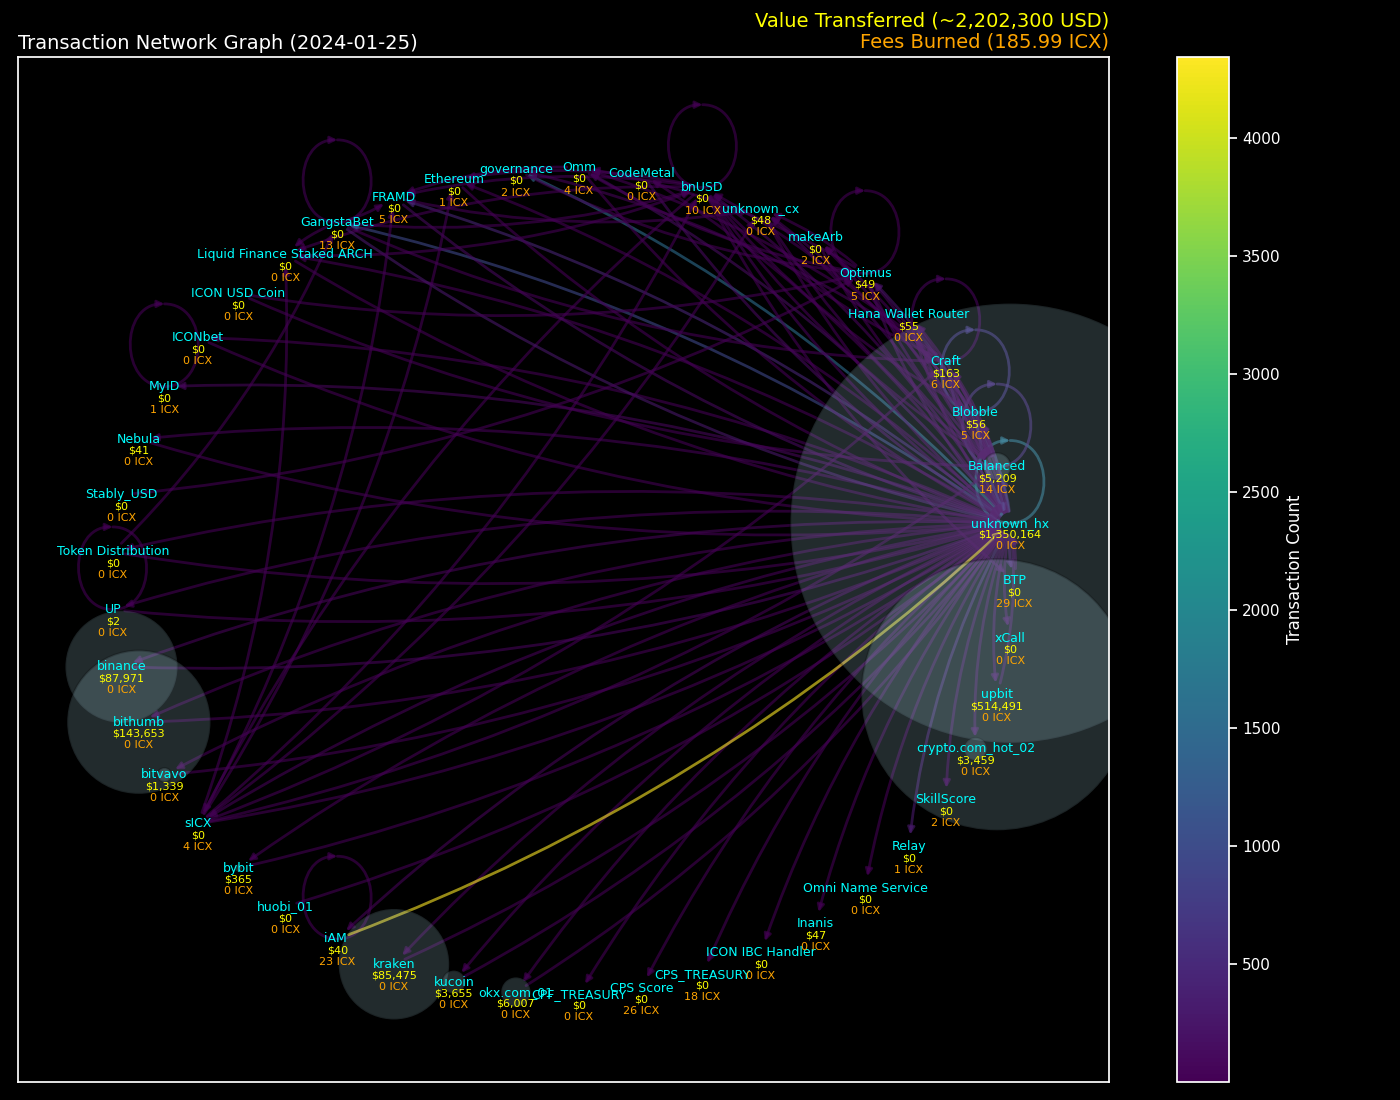 Value Transferred (~2,202,300 USD)
Transaction Network Graph (2024-01-25)
Fees Burned (185.99 ICX)
governance
$0
2 ICX
Omm
$0
4 ICX
CodeMetal
$0
0 ICX
Ethereum
$0
1 ICX
bnUSD
$0
10 ICX
FRAMD
$0
5 ICX
unknown_cx
$48
0 ICX
GangstaBet
$0
13 ICX
makeArb
$0
2 ICX
Liquid Finance Staked ARCH
$0
0 ICX
Optimus
$49
5 ICX
ICON USD Coin
$0
0 ICX
Hana Wallet Router
$55
0 ICX
ICONbet
$0
0 ICX
Craft
$163
6 ICX
MyID
$0
1 ICX
Blobble
$56
5 ICX
Nebula
$41
0 ICX
Balanced
$5,209
14 ICX
Stably_USD
$0
0 ICX
unknown_hx
$1,350,164
0 ICX
Token Distribution
$0
0 ICX
BTP
$0
29 ICX
UP
$2
0 ICX
xCall
$0
0 ICX
binance
$87,971
0 ICX
upbit
$514,491
0 ICX
bithumb
$143,653
0 ICX
crypto.com_hot_02
$3,459
0 ICX
bitvavo
$1,339
0 ICX
SkillScore
$0
2 ICX
sICX
$0
4 ICX
Relay
$0
1 ICX
bybit
$365
0 ICX
Omni Name Service
$0
0 ICX
huobi_01
$0
0 ICX
Inanis
$47
0 ICX
iAM
$40
23 ICX
ICON IBC Handler
$0
0 ICX
kraken
$85,475
0 ICX
CPS_TREASURY
$0
18 ICX
kucoin
$3,655
0 ICX
CPS Score
$0
26 ICX
okx.com_01
$6,007
0 ICX
CPF_TREASURY
$0
0 ICX
4000
3500
3000
2500
2000
1500
1000
500
Transaction Count